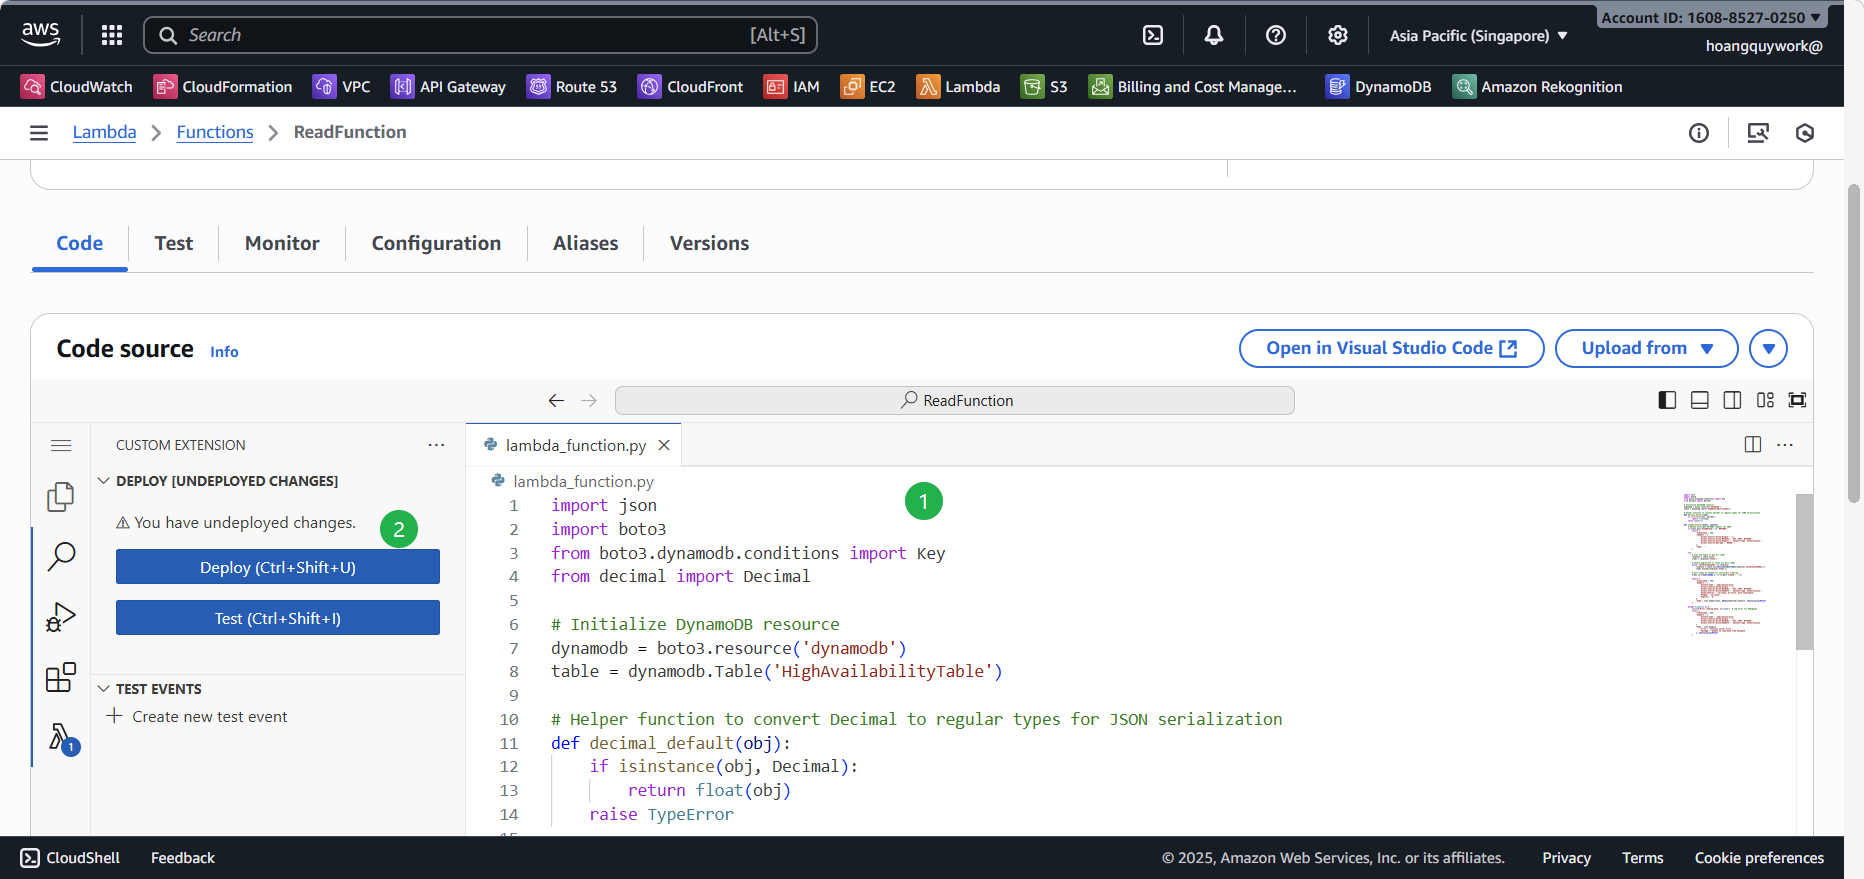 aws
Search [Alt+S]
Asia Pacific (Singapore) ▼
Account ID: 1608-8527-0250 ▼
hoangquywork@
CloudWatch CloudFormation VPC API Gateway Route 53 CloudFront IAM EC2 Lambda S3 Billing and Cost Manage... DynamoDB Amazon Rekognition
Lambda > Functions > ReadFunction
Code Test Monitor Configuration Aliases Versions
Code source Info
Open in Visual Studio Code
Upload from ▼
ReadFunction
CUSTOM EXTENSION ...
DEPLOY [UNDEPLOYED CHANGES]
You have undeployed changes.
2
Deploy (Ctrl+Shift+U)
Test (Ctrl+Shift+I)
TEST EVENTS
+ Create new test event
1
lambda_function.py ×
lambda_function.py
1
1 import json
2 import boto3
3 from boto3.dynamodb.conditions import Key
4 from decimal import Decimal
5
6 # Initialize DynamoDB resource
7 dynamodb = boto3.resource('dynamodb')
8 table = dynamodb.Table('HighAvailabilityTable')
9
10 # Helper function to convert Decimal to regular types for JSON serialization
11 def decimal_default(obj):
12 if isinstance(obj, Decimal):
13 return float(obj)
14 raise TypeError
CloudShell Feedback
© 2025, Amazon Web Services, Inc. or its affiliates. Privacy Terms Cookie preferences